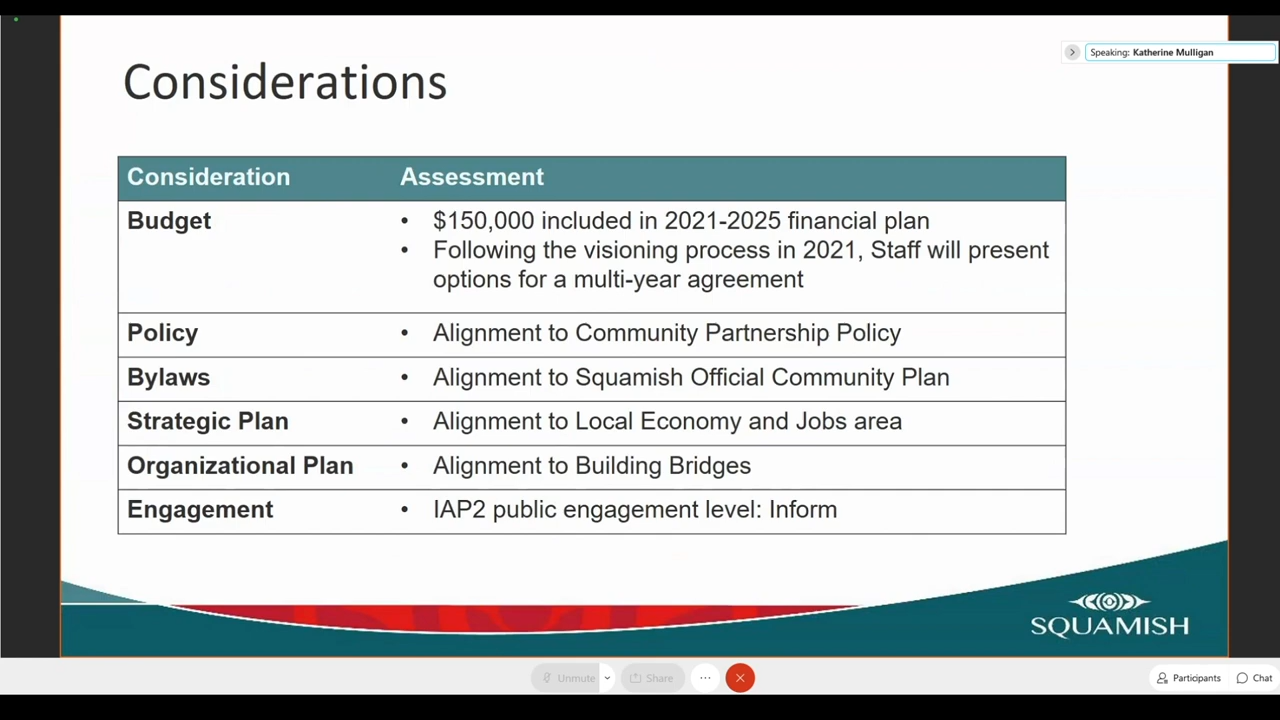 Considerations
Speaking: Katherine Mulligan
Consideration Assessment
Budget • $150,000 included in 2021-2025 financial plan
• Following the visioning process in 2021, Staff will present
options for a multi-year agreement
Policy • Alignment to Community Partnership Policy
Bylaws • Alignment to Squamish Official Community Plan
Strategic Plan • Alignment to Local Economy and Jobs area
Organizational Plan • Alignment to Building Bridges
Engagement • IAP2 public engagement level: Inform
SQUAMISH
Unmute Share ... Participants Chat